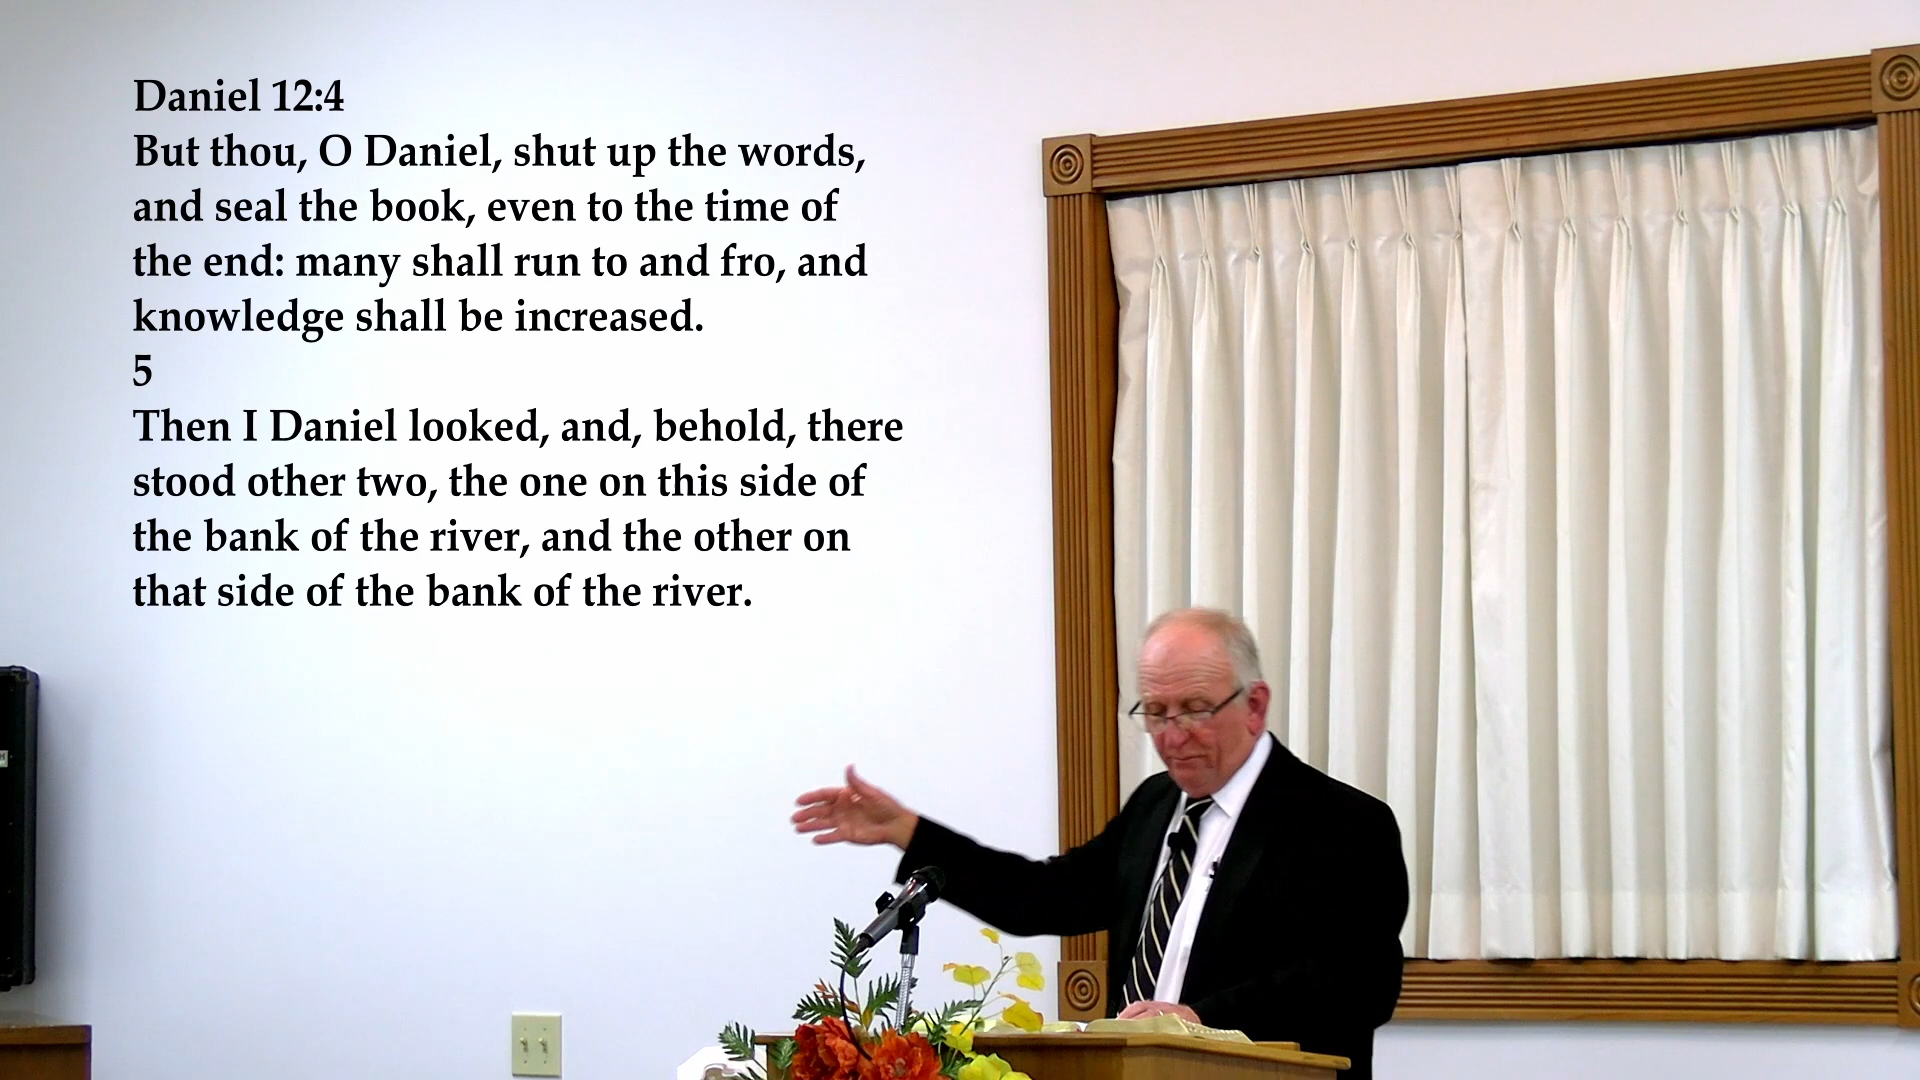 Daniel 12:4
But thou, O Daniel, shut up the words,
and seal the book, even to the time of
the end: many shall run to and fro, and
knowledge shall be increased.
5
Then I Daniel looked, and, behold, there
stood other two, the one on this side of
the bank of the river, and the other on
that side of the bank of the river.